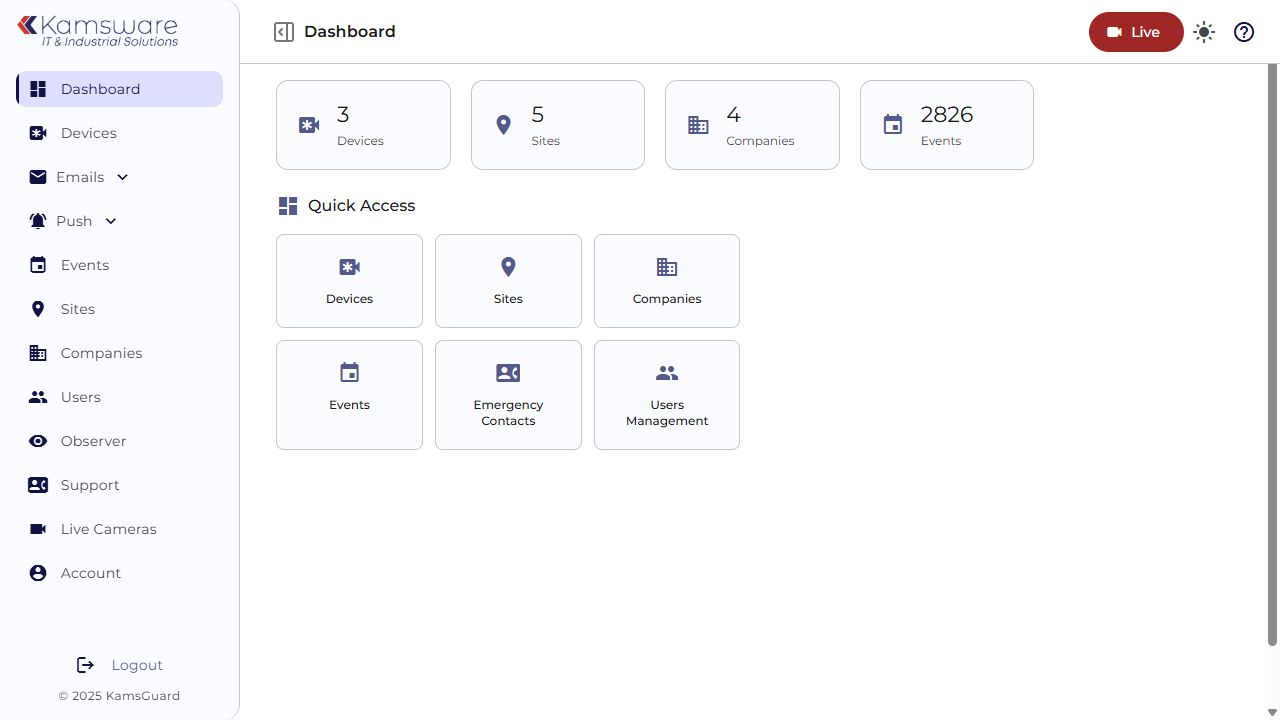 Kamsware
IT & Industrial Solutions
Dashboard
Devices
Emails
Push
Events
Sites
Companies
Users
Observer
Support
Live Cameras
Account
Logout
© 2025 KamsGuard
Dashboard
Live
3
Devices
5
Sites
4
Companies
2826
Events
Quick Access
Devices
Sites
Companies
Events
Emergency
Contacts
Users
Management